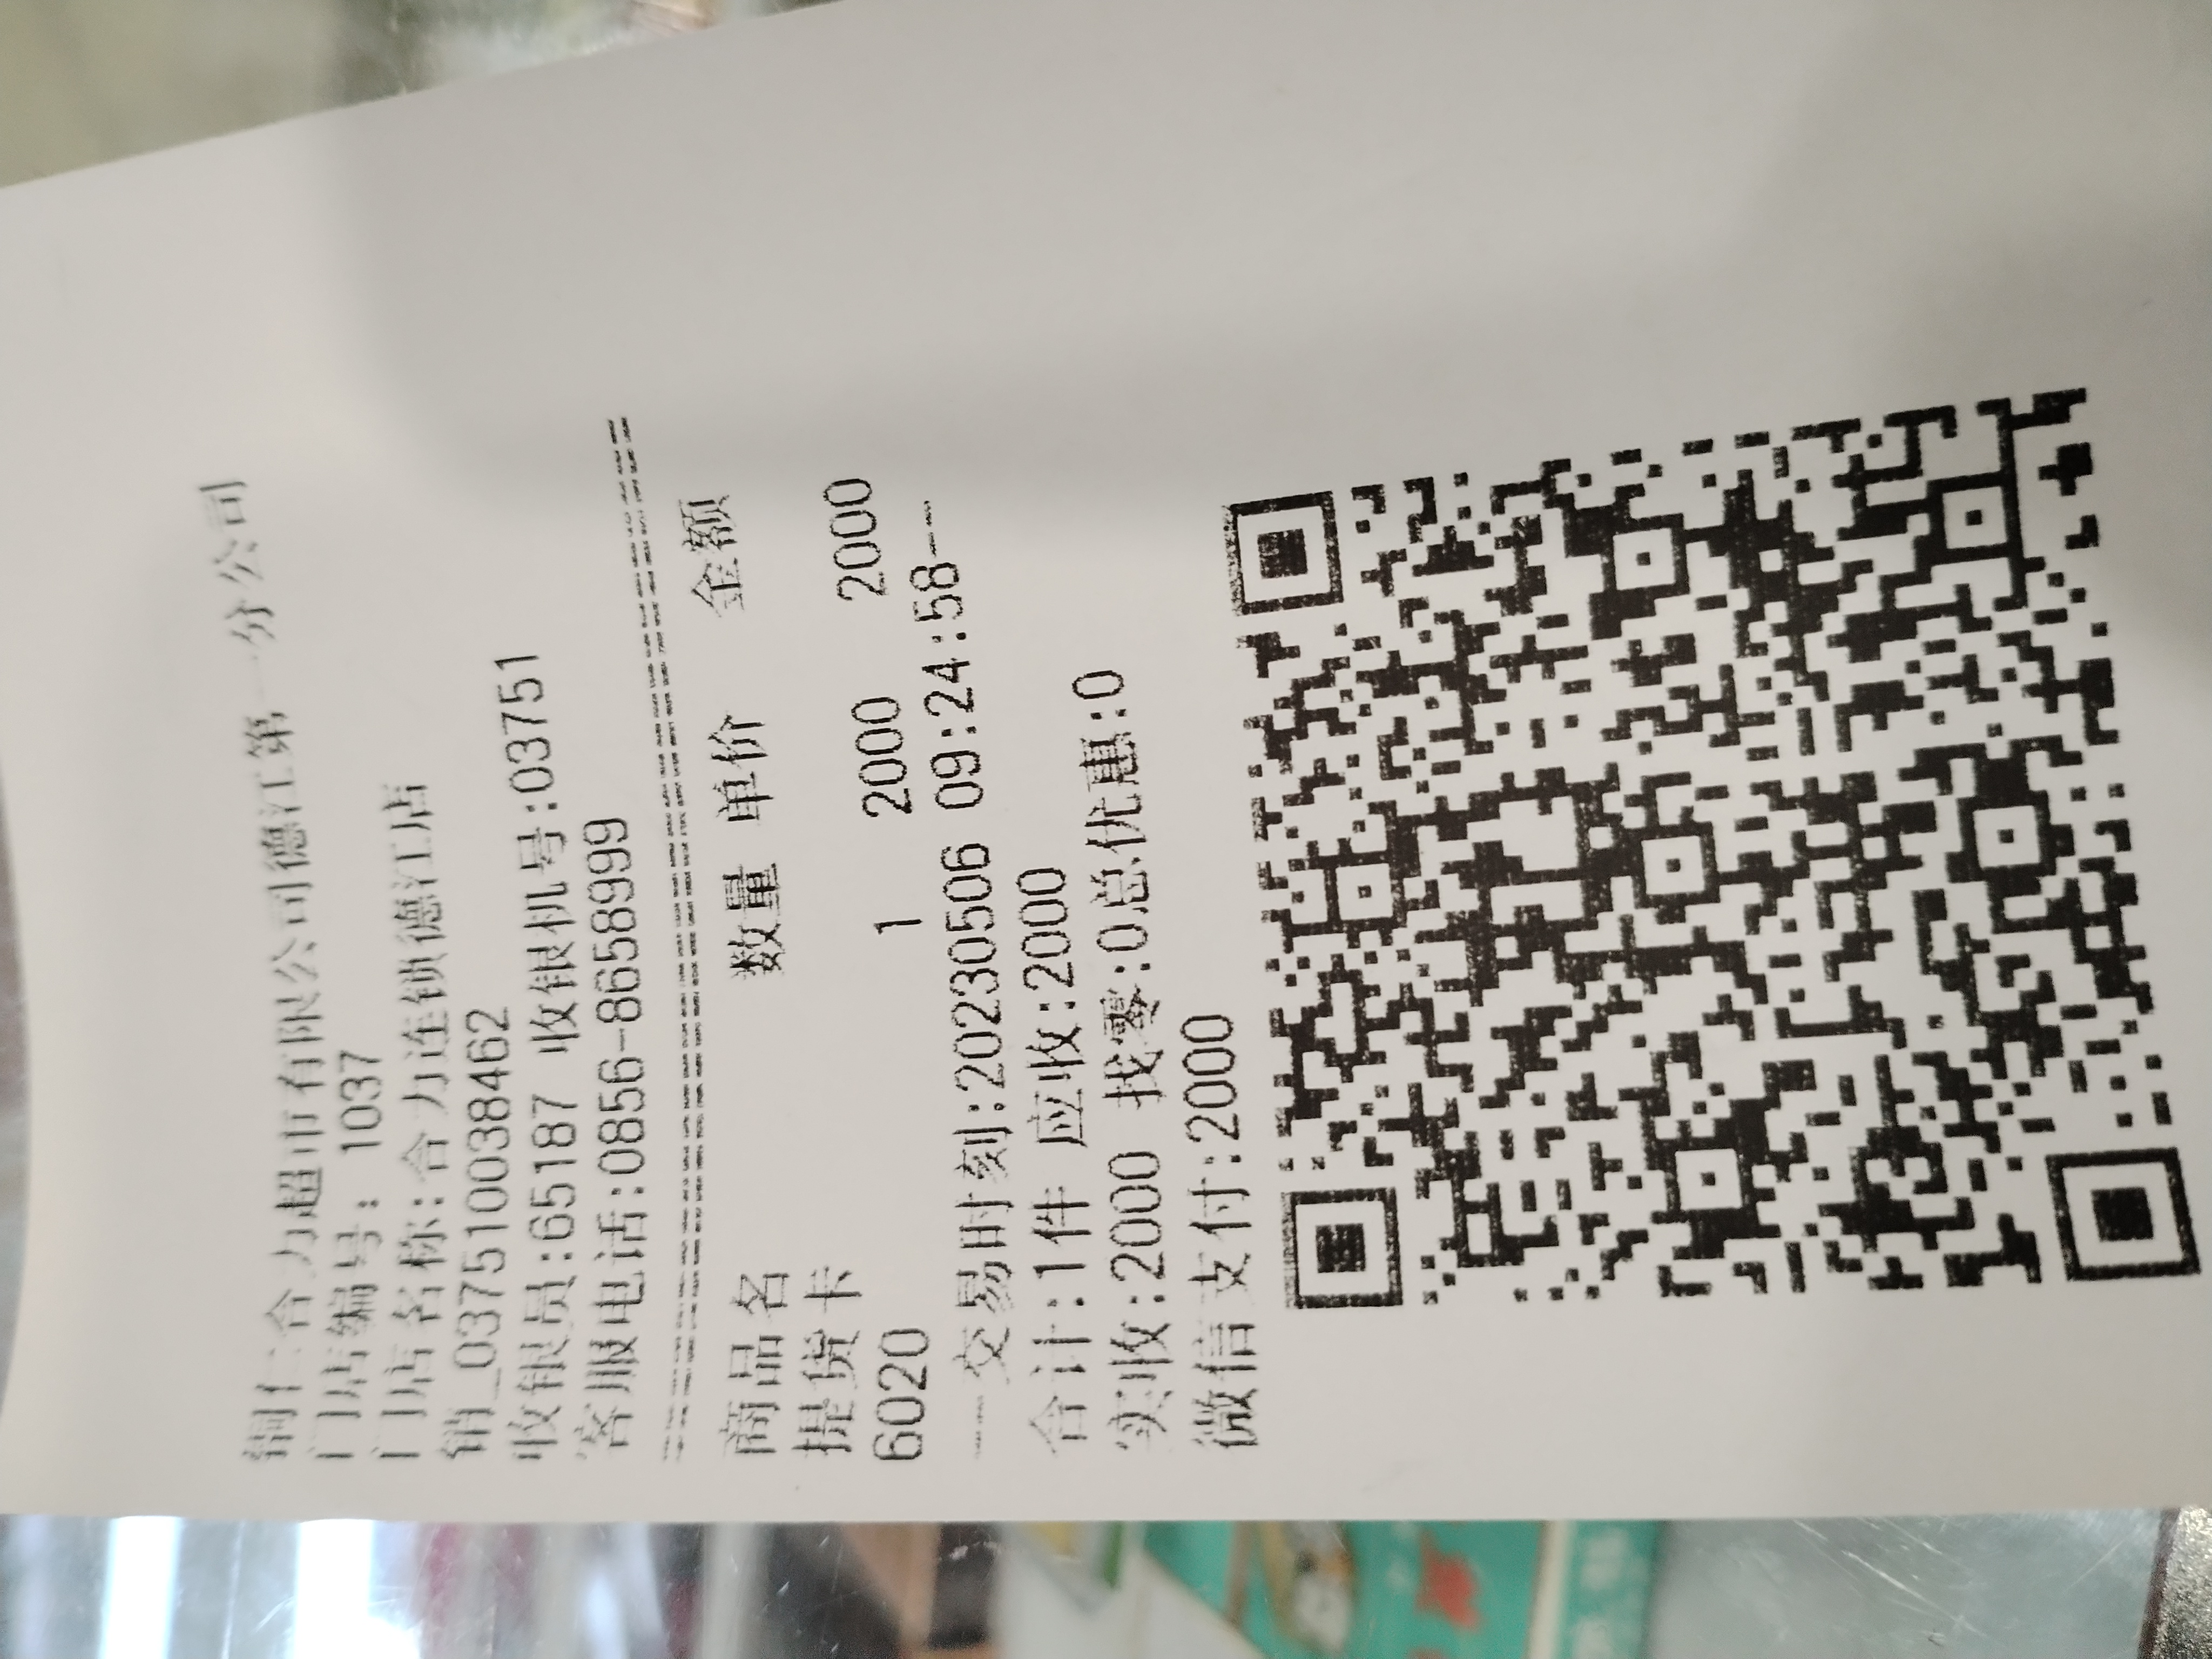 铜仁合力超市有限公司德江第一分公司
门店编号: 1037
门店名称:合力连锁德江店
销_037510038462
收银员:65187 收银机号:03751
客服电话:0856-8658999
商品名 数量 单价 金额
提货卡
6020 1 2000 2000
—交易时刻:20230506 09:24:58—
合计:1件 应收:2000
实收:2000 找零:0总优惠:0
微信支付:2000